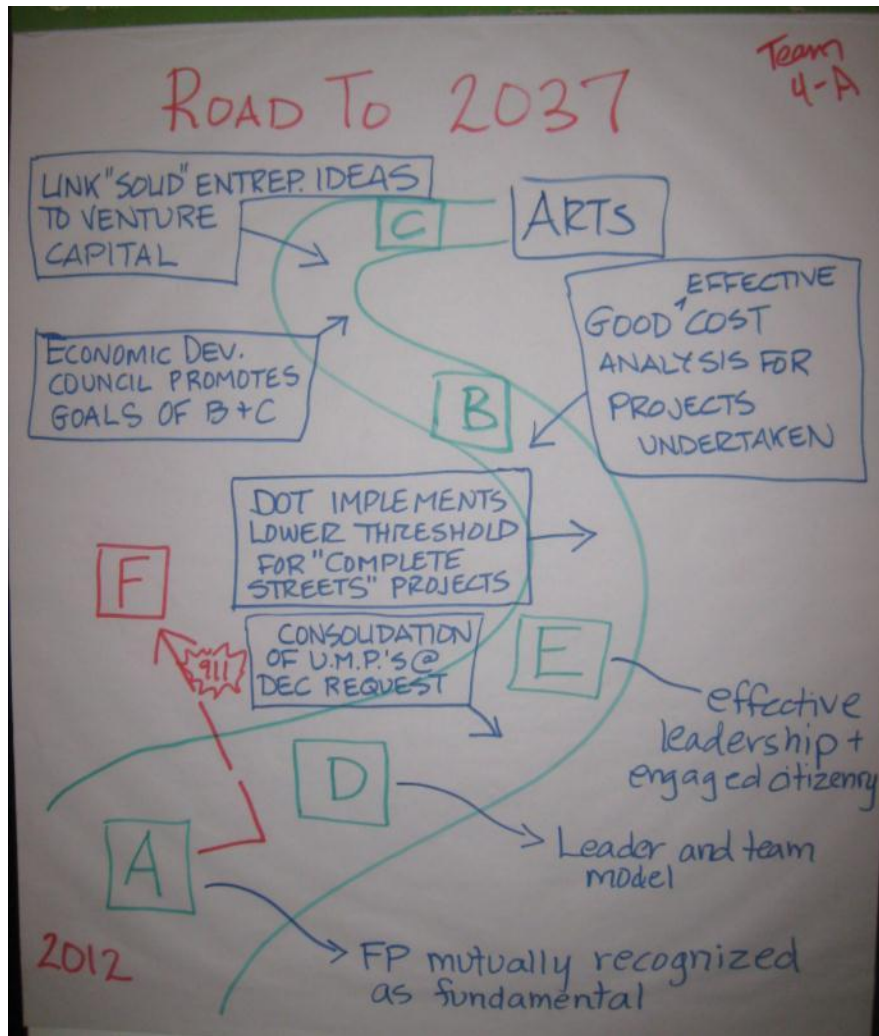 Team
4-A
ROAD TO 2037
LINK "SOLID" ENTREP. IDEAS
TO VENTURE
CAPITAL
C
ARTS
EFFECTIVE
GOOD ^ COST
ANALYSIS FOR
PROJECTS
UNDERTAKEN
ECONOMIC DEV.
COUNCIL PROMOTES
GOALS OF B+C
B
DOT IMPLEMENTS
LOWER THRESHOLD
FOR "COMPLETE
STREETS" PROJECTS
F
911
CONSOLIDATION
OF U.M.P.'S @
DEC REQUEST
E
effective
leadership +
engaged citizenry
D
Leader and team
model
A
2012
FP mutually recognized
as fundamental